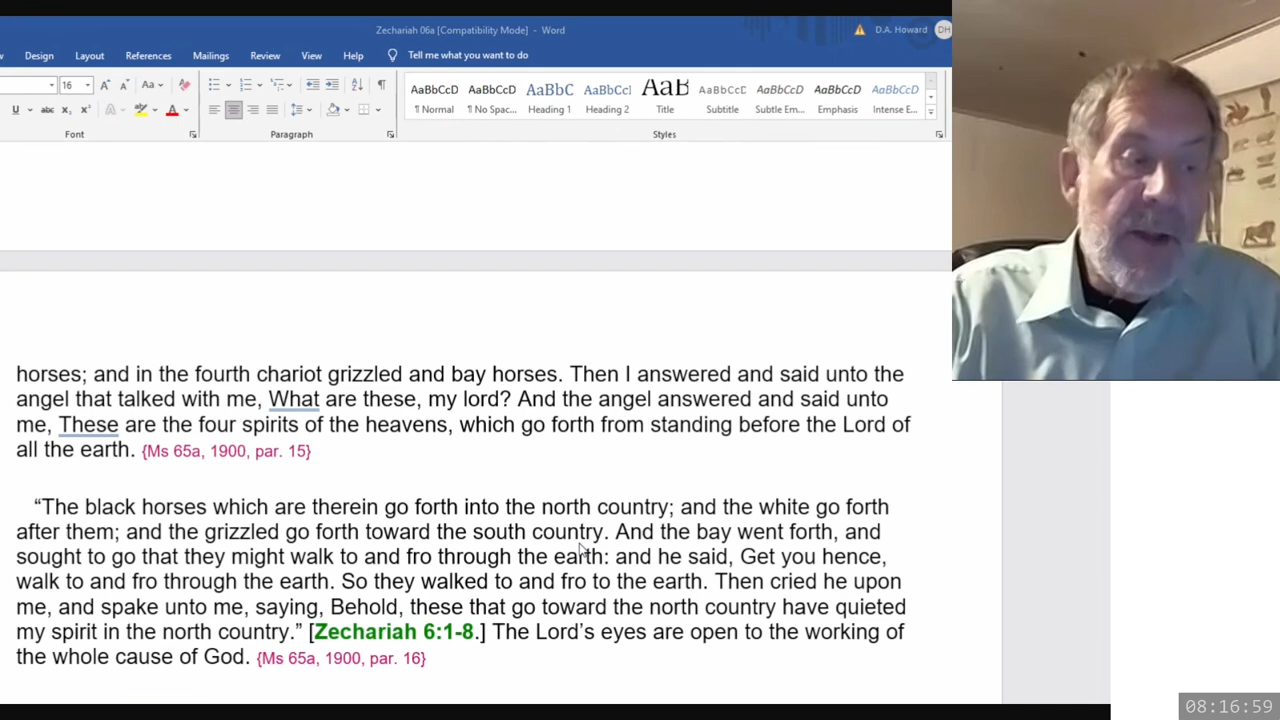 Zechariah 06a [Compatibility Mode] - Word
D.A. Howard
DH
Design Layout References Mailings Review View Help Tell me what you want to do
16
Aa
AaBbCcD AaBbCcD AaBbC AaBbCcl AaB AaBbCcD AaBbCcD AaBbCcD AaBbCcD
¶ Normal ¶ No Spac... Heading 1 Heading 2 Title Subtitle Subtle Em... Emphasis Intense E...
Font Paragraph Styles
horses; and in the fourth chariot grizzled and bay horses. Then I answered and said unto the
angel that talked with me, What are these, my lord? And the angel answered and said unto
me, These are the four spirits of the heavens, which go forth from standing before the Lord of
all the earth. {Ms 65a, 1900, par. 15}
“The black horses which are therein go forth into the north country; and the white go forth
after them; and the grizzled go forth toward the south country. And the bay went forth, and
sought to go that they might walk to and fro through the earth: and he said, Get you hence,
walk to and fro through the earth. So they walked to and fro to the earth. Then cried he upon
me, and spake unto me, saying, Behold, these that go toward the north country have quieted
my spirit in the north country.” [Zechariah 6:1-8.] The Lord’s eyes are open to the working of
the whole cause of God. {Ms 65a, 1900, par. 16}
08:16:59